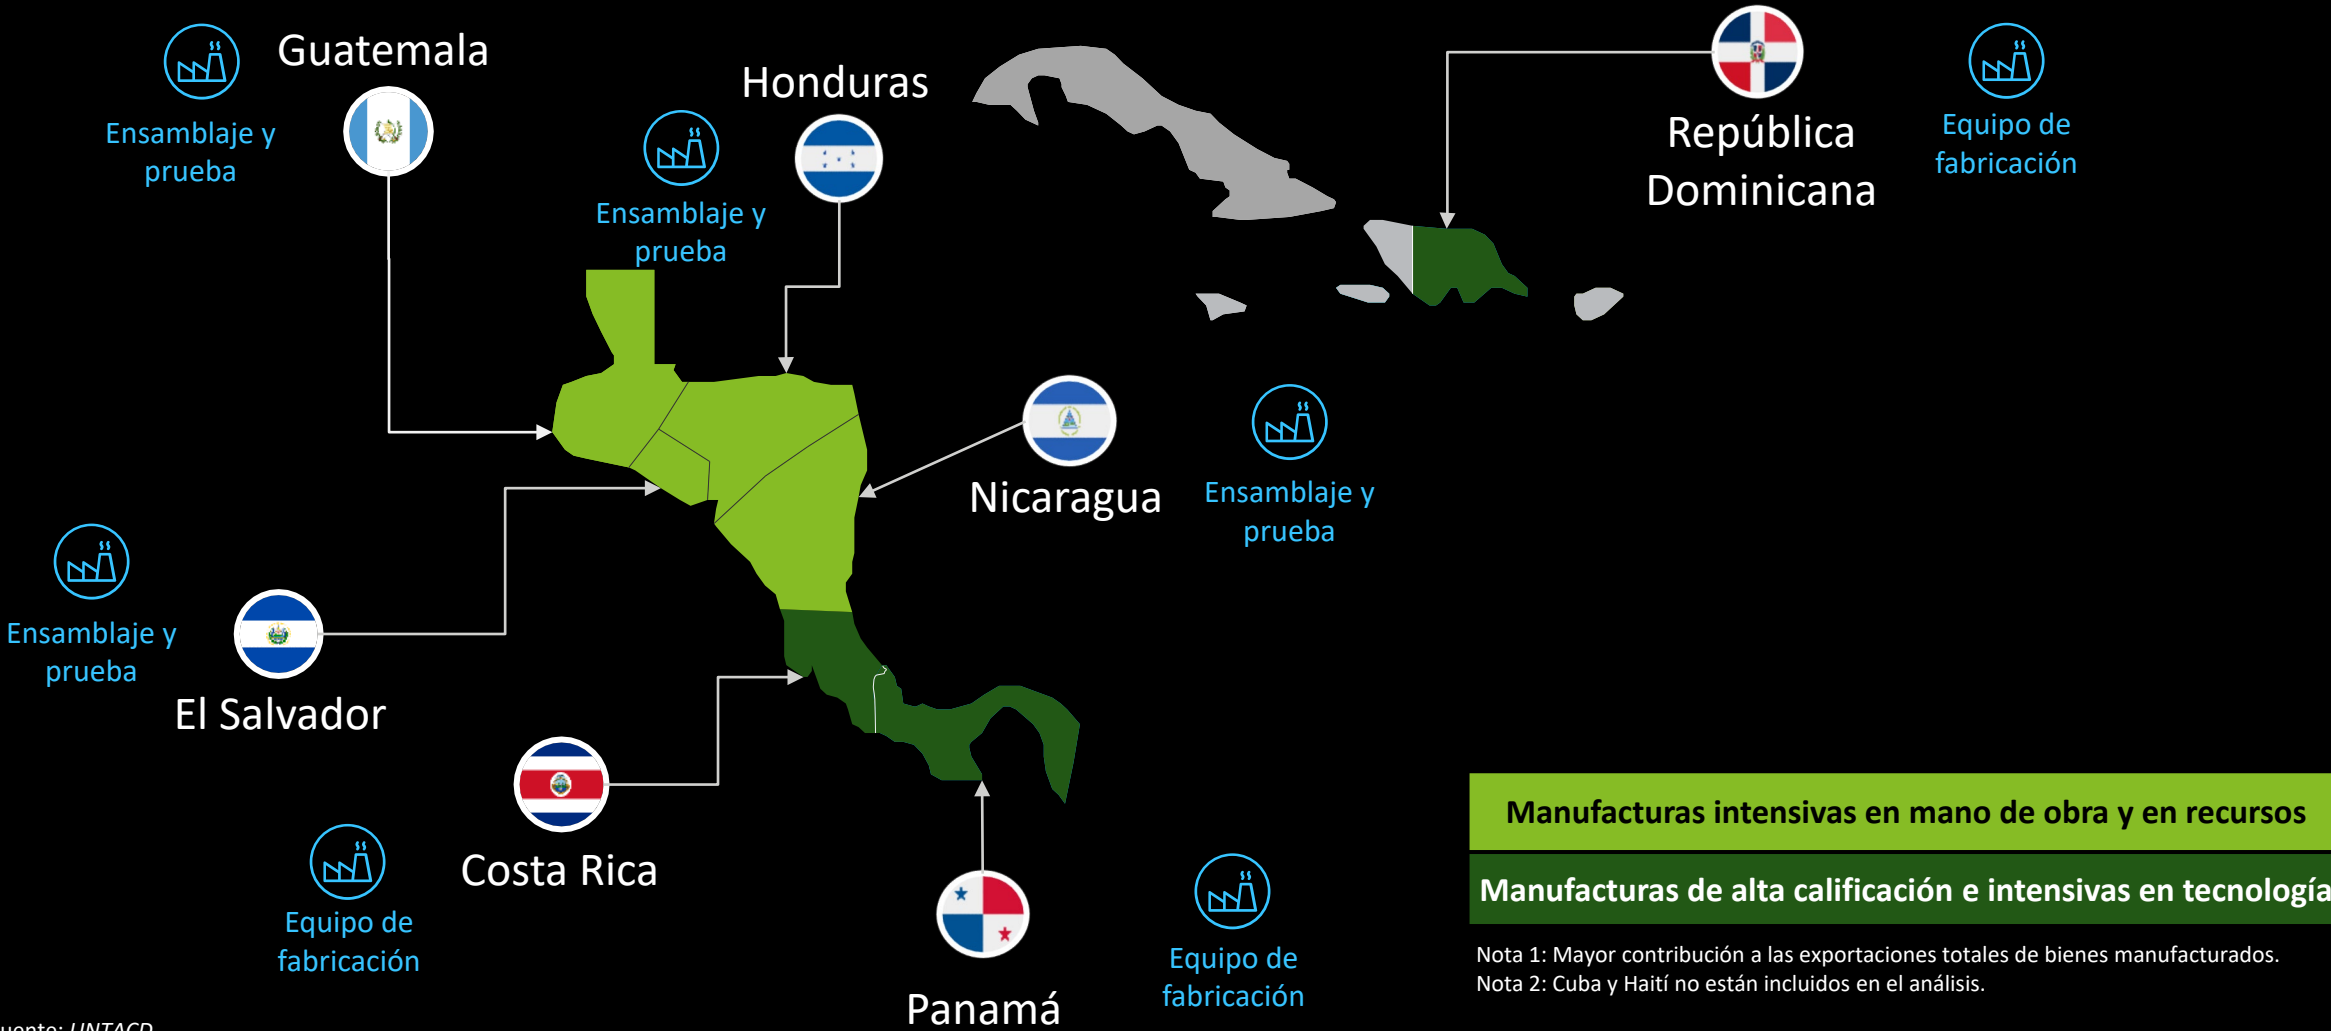 Guatemala
Ensamblaje y
prueba
Honduras
Ensamblaje y
prueba
República
Dominicana
Equipo de
fabricación
Nicaragua
Ensamblaje y
prueba
Ensamblaje y
prueba
El Salvador
Costa Rica
Equipo de
fabricación
Panamá
Equipo de
fabricación
Manufacturas intensivas en mano de obra y en recursos
Manufacturas de alta calificación e intensivas en tecnología
Nota 1: Mayor contribución a las exportaciones totales de bienes manufacturados.
Nota 2: Cuba y Haití no están incluidos en el análisis.
uente: UNTACD